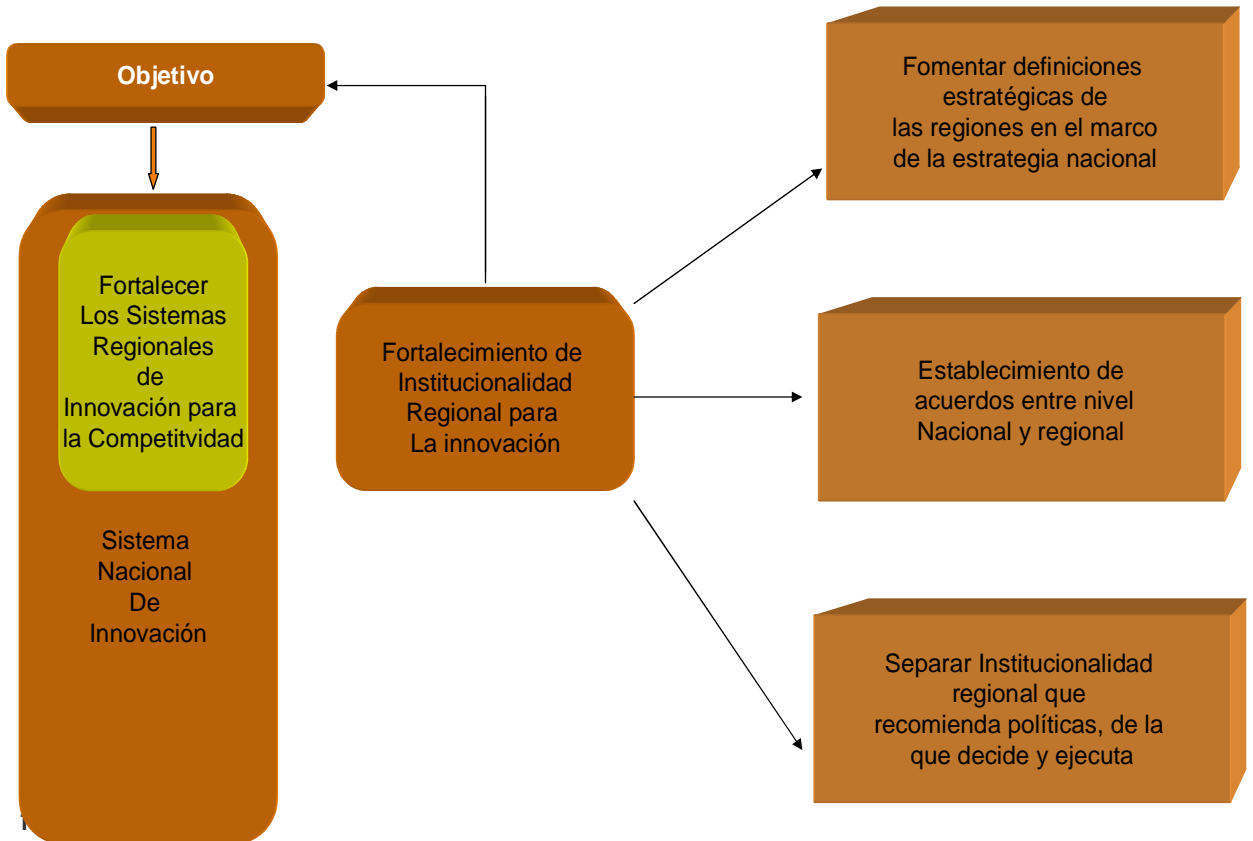 Objetivo
Fortalecer
Los Sistemas
Regionales
de
Innovación para
la Competitvidad
Sistema
Nacional
De
Innovación
Fortalecimiento de
Institucionalidad
Regional para
La innovación
Fomentar definiciones
estratégicas de
las regiones en el marco
de la estrategia nacional
Establecimiento de
acuerdos entre nivel
Nacional y regional
Separar Institucionalidad
regional que
recomienda políticas, de la
que decide y ejecuta